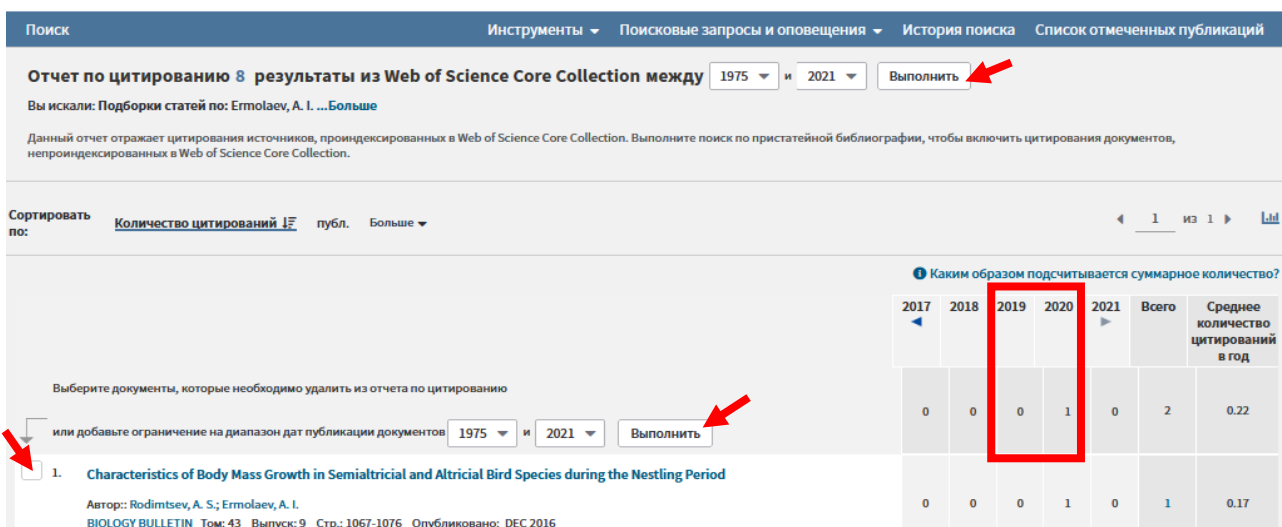 Поиск Инструменты Поисковые запросы и оповещения История поиска Список отмеченных публикаций
Отчет по цитированию 8 результаты из Web of Science Core Collection между 1975 и 2021 Выполнить
Вы искали: Подборки статей по: Ermolaev, A. I. ...Больше
Данный отчет отражает цитирования источников, проиндексированных в Web of Science Core Collection. Выполните поиск по пристатейной библиографии, чтобы включить цитирования документов,
непроиндексированных в Web of Science Core Collection.
Сортировать по: Количество цитирований публ. Больше 1 из 1
Каким образом подсчитывается суммарное количество?
2017 2018 2019 2020 2021 Всего Среднее
количество
цитирований
в год
Выберите документы, которые необходимо удалить из отчета по цитированию
или добавьте ограничение на диапазон дат публикации документов 1975 и 2021 Выполнить
0 0 0 1 0 2 0.22
1. Characteristics of Body Mass Growth in Semialtricial and Altricial Bird Species during the Nestling Period
Автор:: Rodimtsev, A. S.; Ermolaev, A. I.
0 0 0 1 0 1 0.17
BIOLOGY BULLETIN Том: 43 Выпуск: 9 Стр.: 1067-1076 Опубликовано: DEC 2016